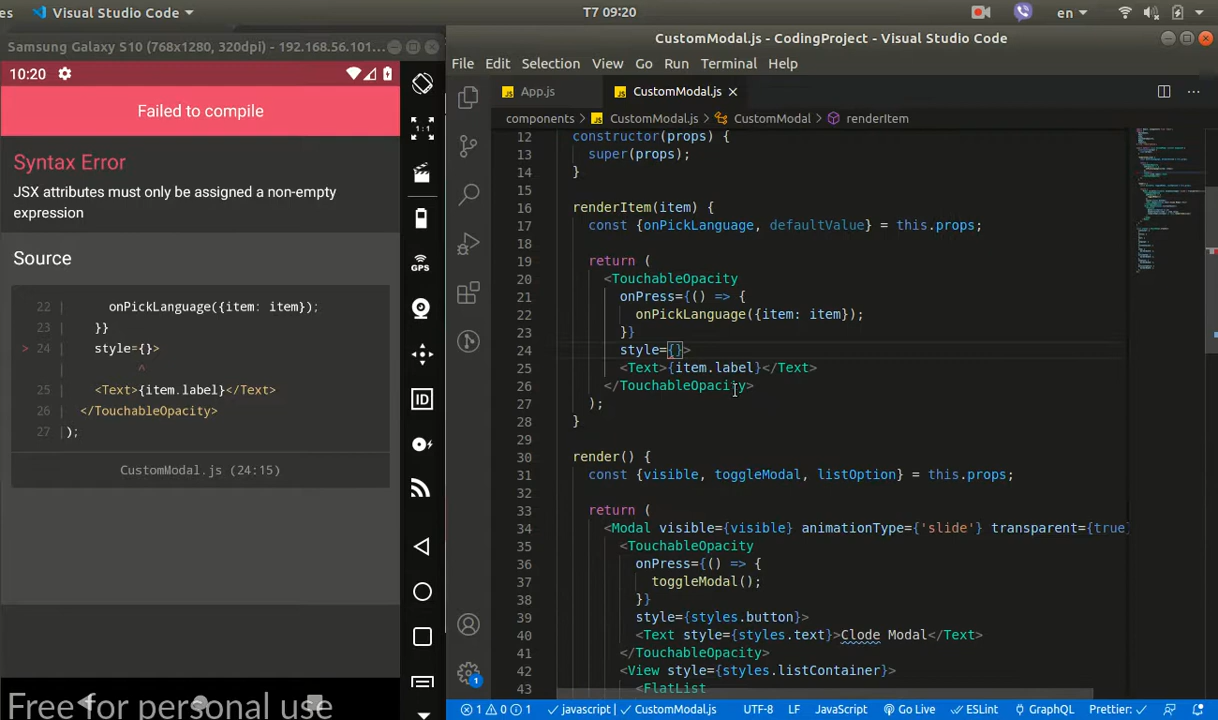 es Visual Studio Code
T7 09:20
en
Samsung Galaxy S10 (768x1280, 320dpi) - 192.168.56.101...
CustomModal.js - CodingProject - Visual Studio Code
10:20
File Edit Selection View Go Run Terminal Help
Failed to compile
JS App.js
JS CustomModal.js
components > JS CustomModal.js > CustomModal > renderItem
Syntax Error
JSX attributes must only be assigned a non-empty
expression
Source
22 | onPickLanguage({item: item});
23 | }}
> 24 | style={}>
| ^
25 | <Text>{item.label}</Text>
26 | </TouchableOpacity>
27 | );
CustomModal.js (24:15)
1:1
GPS
ID
Free for personal use
12 constructor(props) {
13 super(props);
14 }
15
16 renderItem(item) {
17 const {onPickLanguage, defaultValue} = this.props;
18
19 return (
20 <TouchableOpacity
21 onPress={() => {
22 onPickLanguage({item: item});
23 }}
24 style={}>
25 <Text>{item.label}</Text>
26 </TouchableOpacity>
27 );
28 }
29
30 render() {
31 const {visible, toggleModal, listOption} = this.props;
32
33 return (
34 <Modal visible={visible} animationType={'slide'} transparent={true}
35 <TouchableOpacity
36 onPress={() => {
37 toggleModal();
38 }}
39 style={styles.button}>
40 <Text style={styles.text}>Clode Modal</Text>
41 </TouchableOpacity>
42 <View style={styles.listContainer}>
43 <FlatList
1
1 0 1 javascript | CustomModal.js UTF-8 LF JavaScript Go Live ESLint GraphQL Prettier: